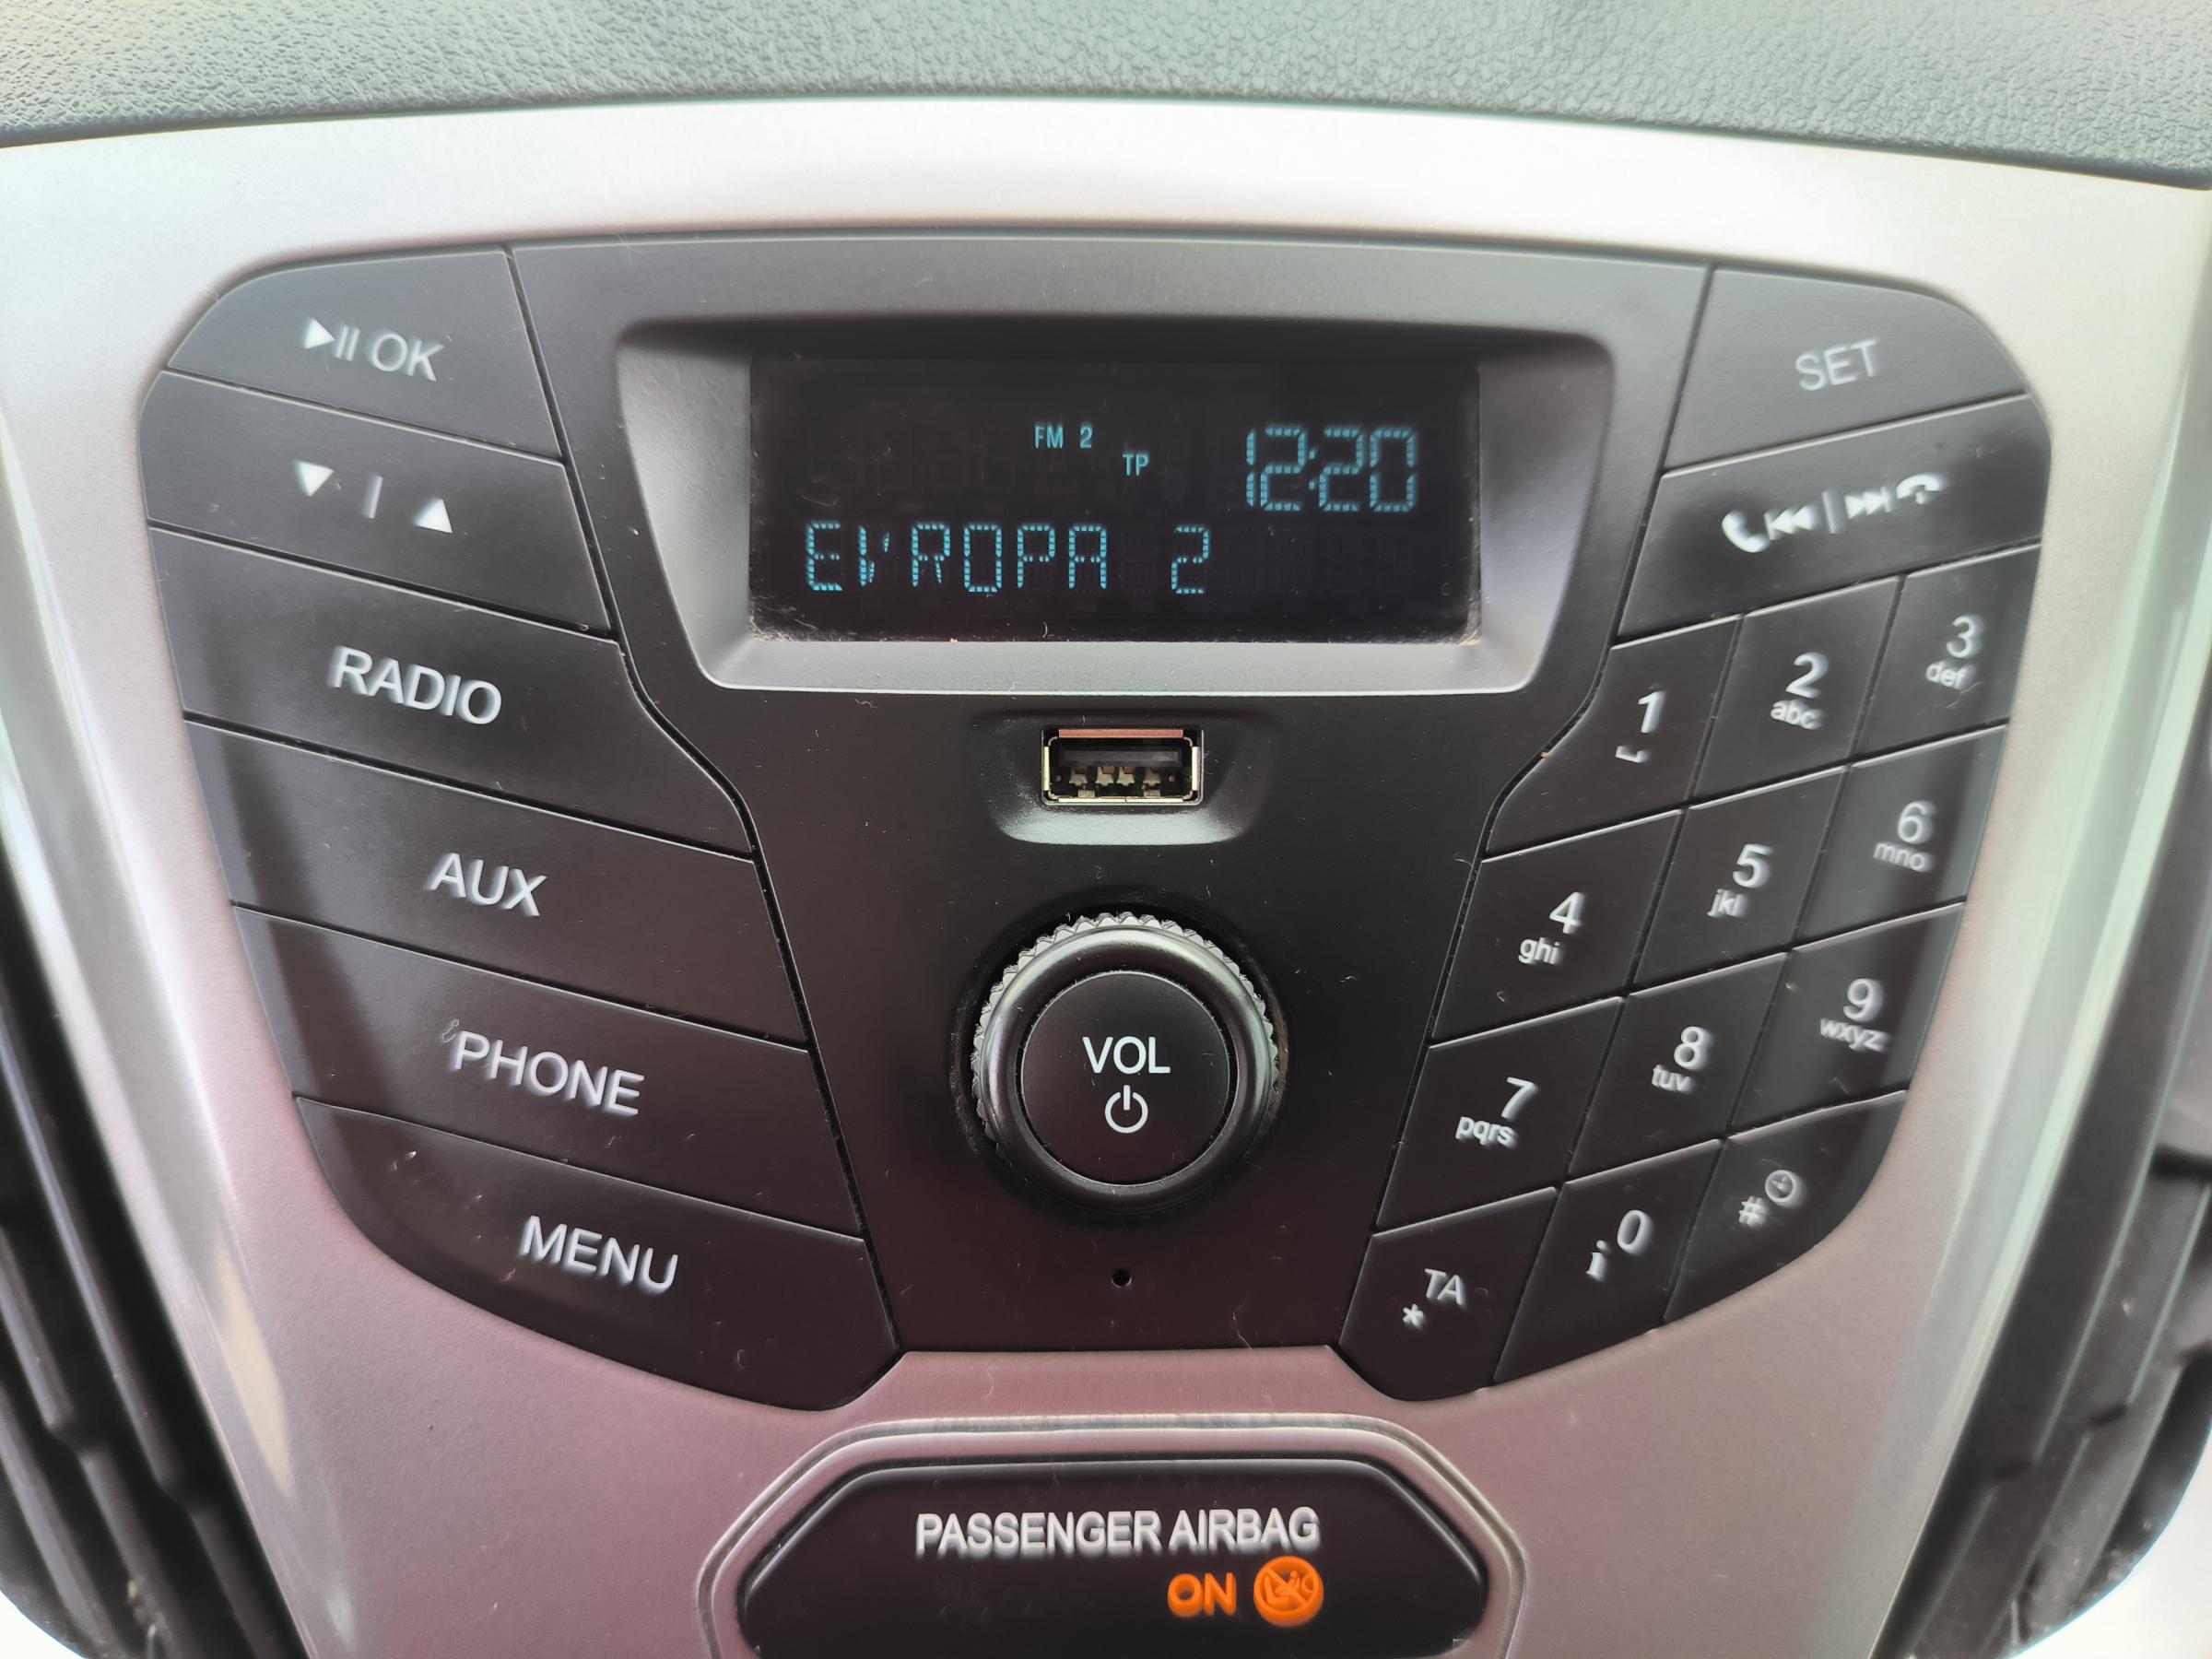 OK
SET
FM 2
TP
12:20
EVROPA 2
RADIO
AUX
PHONE
MENU
VOL
1
2
abc
3
def
4
ghi
5
jkl
6
mno
7
pqrs
8
tuv
9
wxyz
* TA
i 0
#
PASSENGER AIRBAG
ON